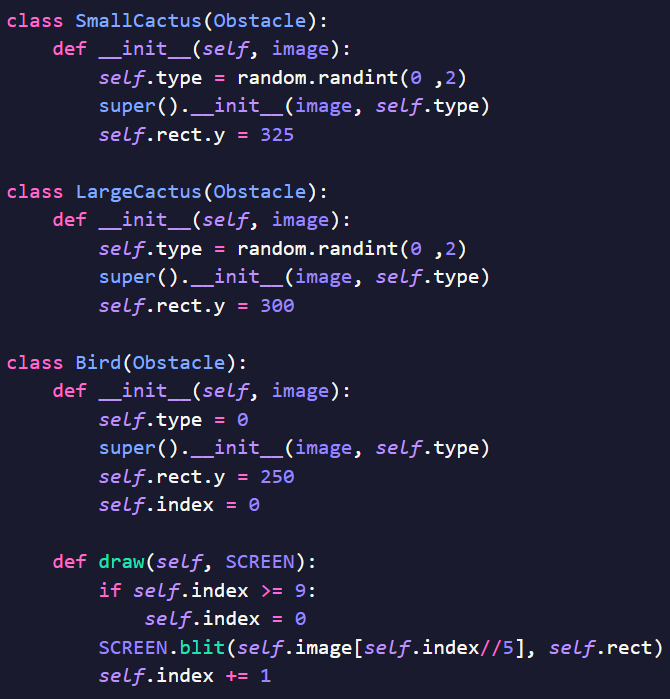 class SmallCactus(Obstacle):
    def __init__(self, image):
        self.type = random.randint(0 ,2)
        super().__init__(image, self.type)
        self.rect.y = 325

class LargeCactus(Obstacle):
    def __init__(self, image):
        self.type = random.randint(0 ,2)
        super().__init__(image, self.type)
        self.rect.y = 300

class Bird(Obstacle):
    def __init__(self, image):
        self.type = 0
        super().__init__(image, self.type)
        self.rect.y = 250
        self.index = 0

    def draw(self, SCREEN):
        if self.index >= 9:
            self.index = 0
        SCREEN.blit(self.image[self.index//5], self.rect)
        self.index += 1